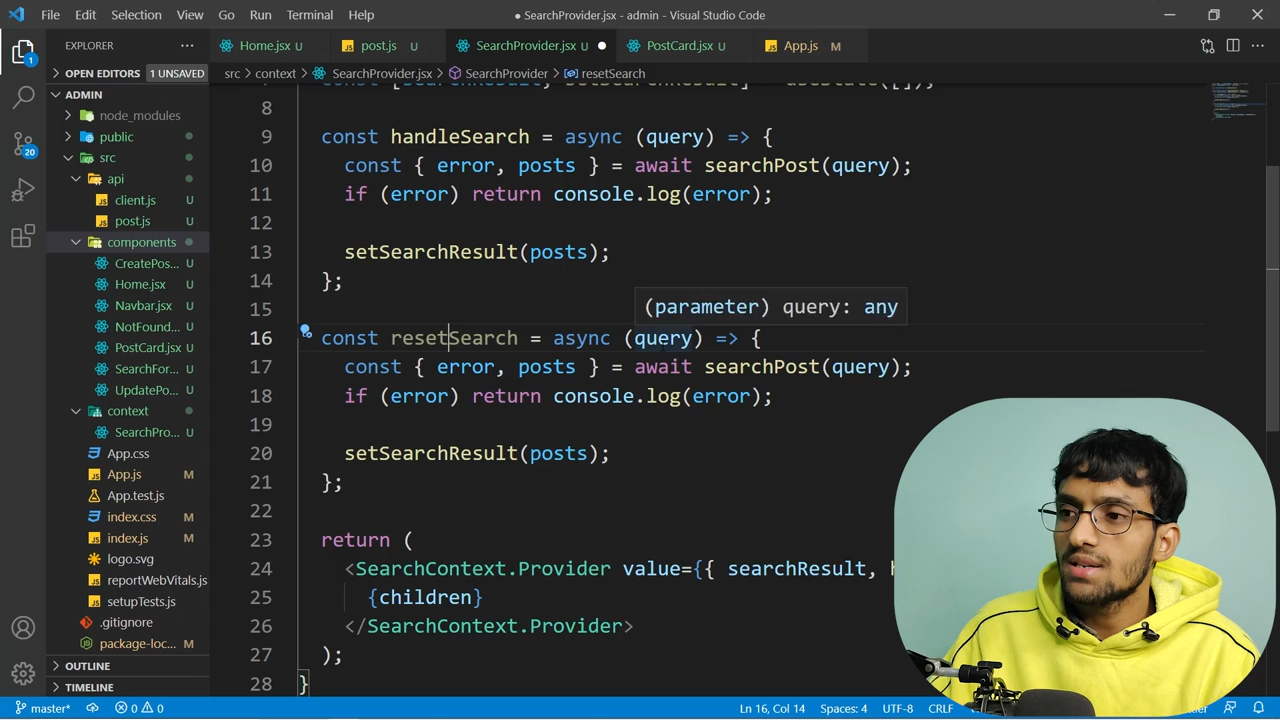 File Edit Selection View Go Run Terminal Help
● SearchProvider.jsx - admin - Visual Studio Code
EXPLORER
Home.jsx U
post.js U
SearchProvider.jsx U
PostCard.jsx U
App.js M
OPEN EDITORS 1 UNSAVED
src > context > SearchProvider.jsx > SearchProvider > resetSearch
ADMIN
node_modules
public
src
api
client.js U
post.js U
components
CreatePos... U
Home.jsx U
Navbar.jsx U
NotFound... U
PostCard.jsx U
SearchFor... U
UpdatePo... U
context
SearchPro... U
App.css
App.js M
App.test.js
index.css M
index.js M
logo.svg
reportWebVitals.js
setupTests.js
.gitignore
package-loc... M
OUTLINE
TIMELINE
1
20
8
9 const handleSearch = async (query) => {
10 const { error, posts } = await searchPost(query);
11 if (error) return console.log(error);
12
13 setSearchResult(posts);
14 };
15
(parameter) query: any
16 const resetSearch = async (query) => {
17 const { error, posts } = await searchPost(query);
18 if (error) return console.log(error);
19
20 setSearchResult(posts);
21 };
22
23 return (
24 <SearchContext.Provider value={{ searchResult, h
25 {children}
26 </SearchContext.Provider>
27 );
28 }
master* 0 0 Ln 16, Col 14 Spaces: 4 UTF-8 CRLF